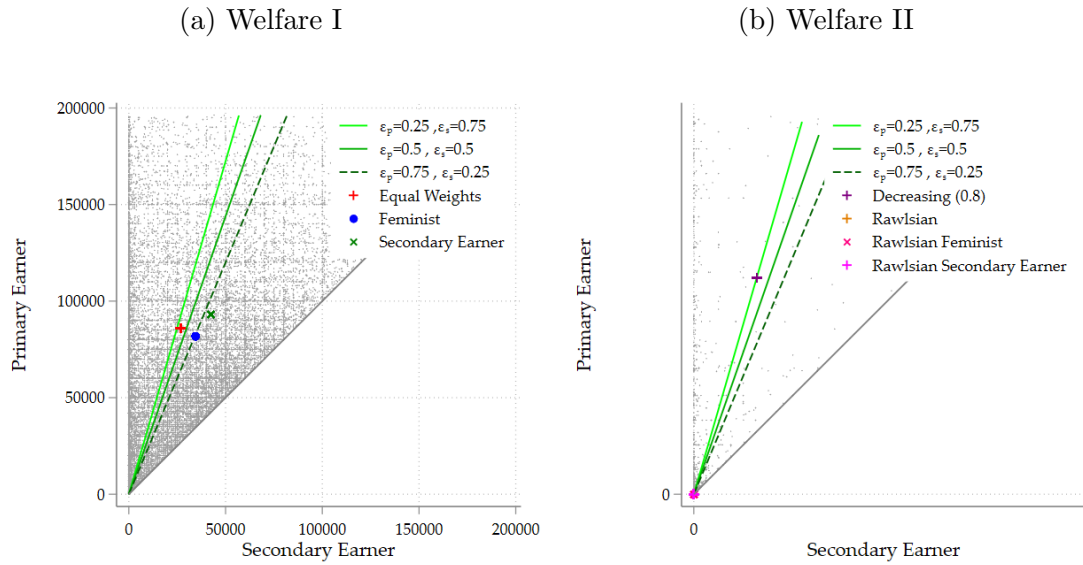 (a) Welfare I
200000
150000
100000
50000
0
Primary Earner
0 50000 100000 150000 200000
Secondary Earner
εp=0.25 ,εs=0.75
εp=0.5 , εs=0.5
εp=0.75 , εs=0.25
Equal Weights
Feminist
Secondary Earner
(b) Welfare II
Primary Earner
0
0
Secondary Earner
εp=0.25 ,εs=0.75
εp=0.5 , εs=0.5
εp=0.75 , εs=0.25
Decreasing (0.8)
Rawlsian
Rawlsian Feminist
Rawlsian Secondary Earner